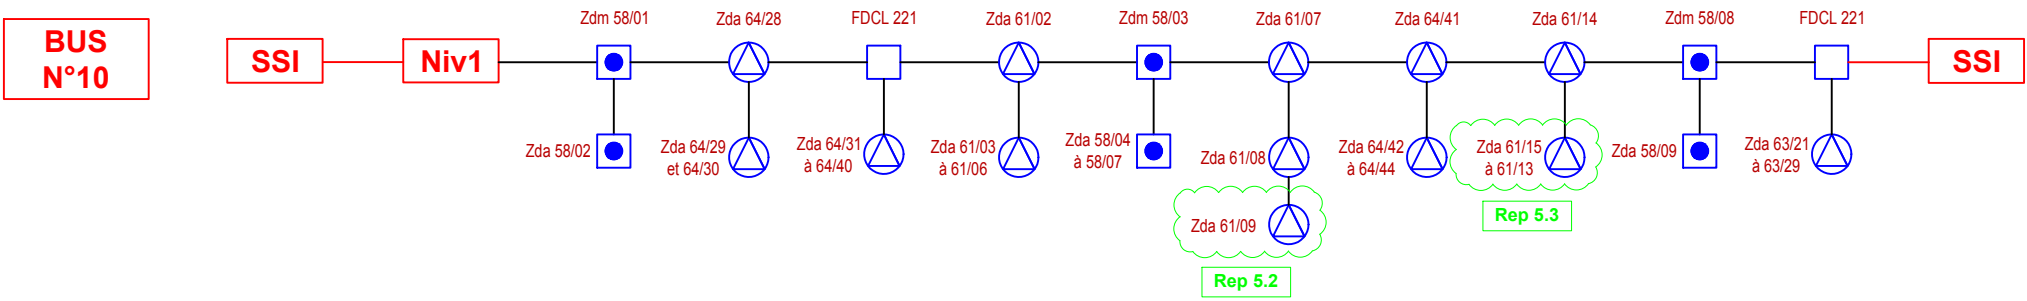 BUS
N°10
SSI
Niv1
Zdm 58/01
Zda 64/28
FDCL 221
Zda 61/02
Zdm 58/03
Zda 61/07
Zda 64/41
Zda 61/14
Zdm 58/08
FDCL 221
SSI
Zda 58/02
Zda 64/29
et 64/30
Zda 64/31
à 64/40
Zda 61/03
à 61/06
Zda 58/04
à 58/07
Zda 61/08
Zda 64/42
à 64/44
Zda 61/15
à 61/13
Zda 58/09
Zda 63/21
à 63/29
Zda 61/09
Rep 5.3
Rep 5.2